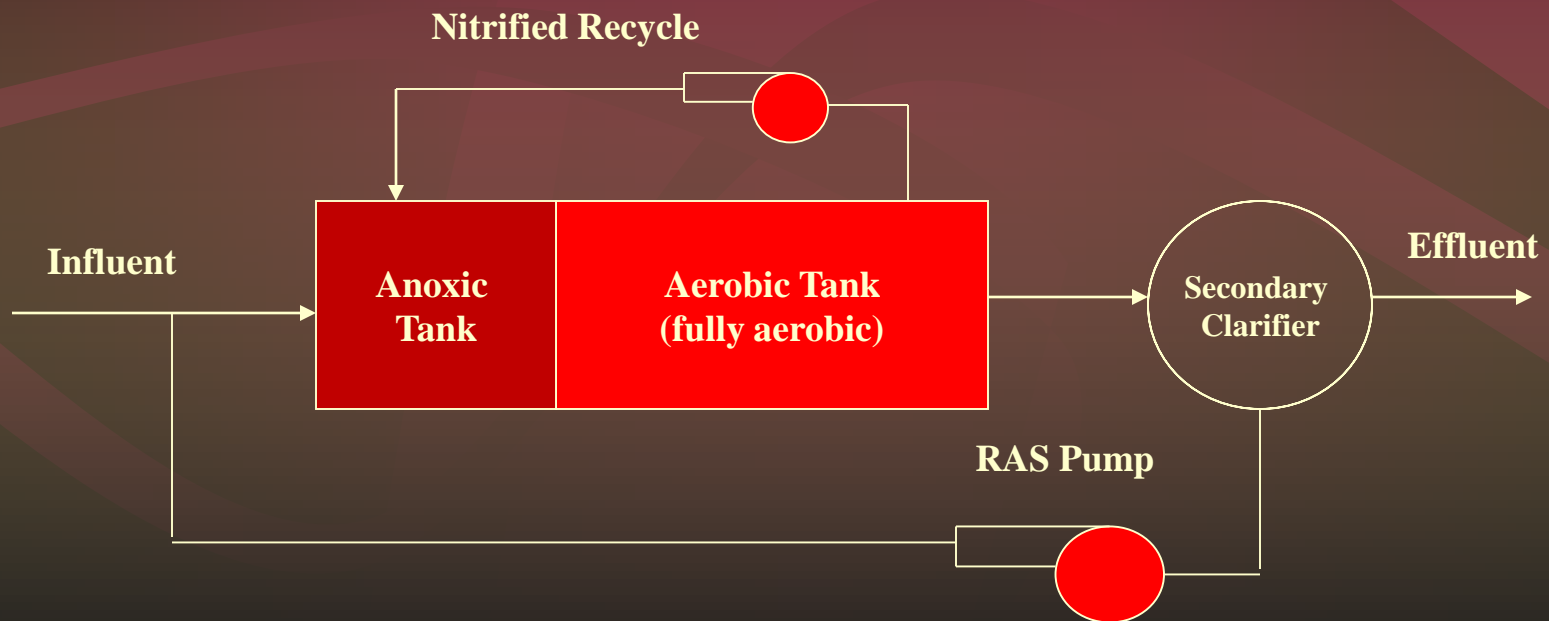 Nitrified Recycle
Influent
Anoxic
Tank
Aerobic Tank
(fully aerobic)
Secondary
Clarifier
Effluent
RAS Pump